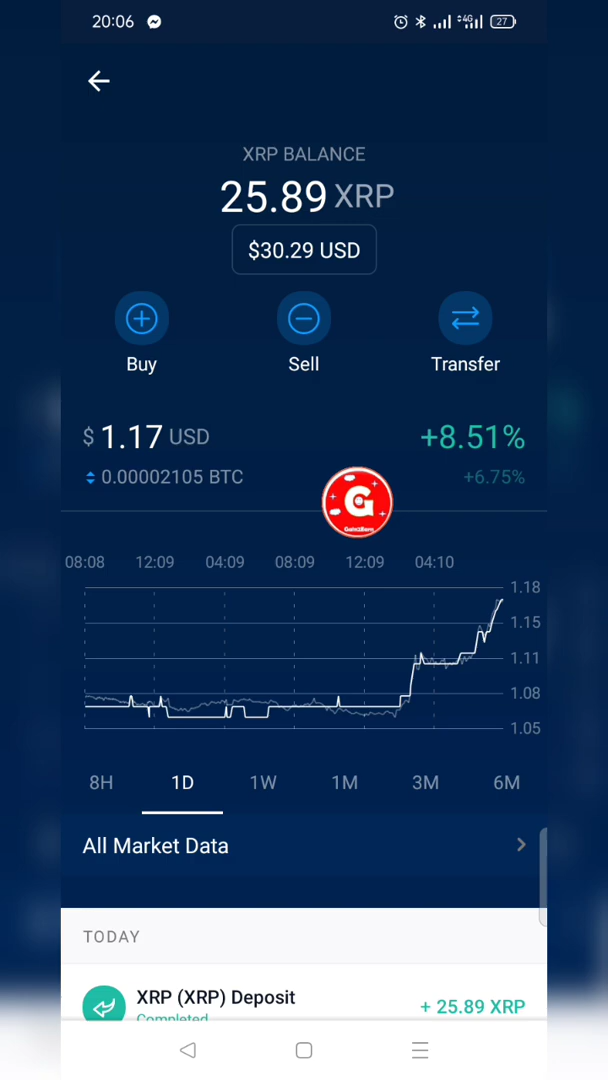 20:06
4G
27
XRP BALANCE
25.89 XRP
$30.29 USD
Buy
Sell
Transfer
$ 1.17 USD
+8.51%
0.00002105 BTC
+6.75%
G
Gain2Earn
08:08 12:09 04:09 08:09 12:09 04:10
1.18
1.15
1.11
1.08
1.05
8H 1D 1W 1M 3M 6M
All Market Data
TODAY
XRP (XRP) Deposit
+ 25.89 XRP
Completed